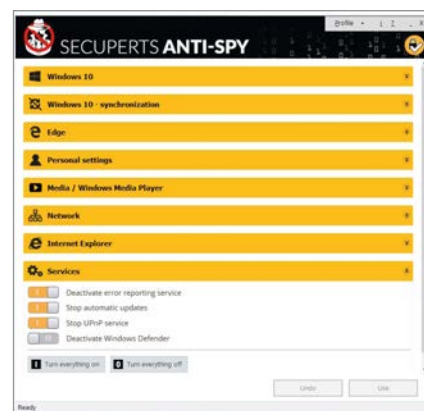 Profile
SECUPERTS ANTI-SPY
Windows 10
Windows 10 - synchronization
Edge
Personal settings
Media / Windows Media Player
Network
Internet Explorer
Services
Deactivate error reporting service
Stop automatic updates
Stop UPnP service
Deactivate Windows Defender
I Turn everything on 0 Turn everything off
Undo Use
Ready